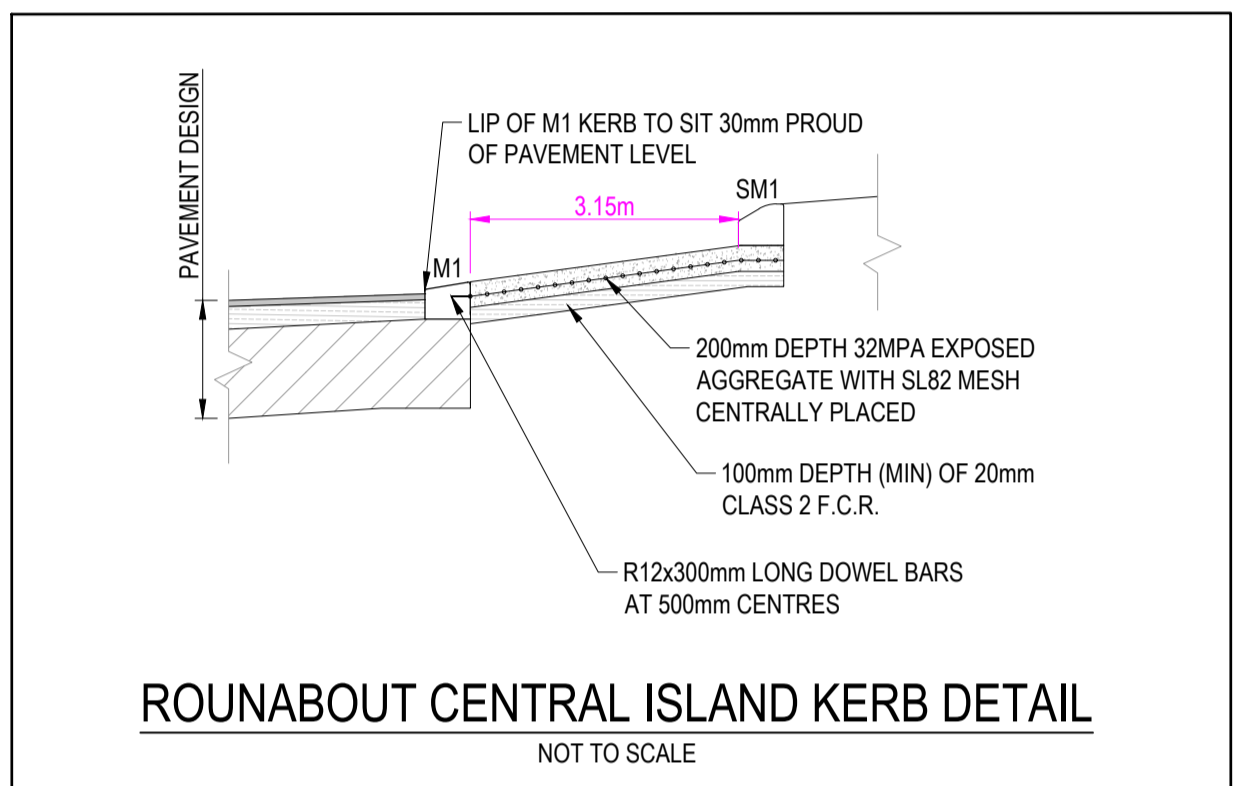 PAVEMENT DESIGN
LIP OF M1 KERB TO SIT 30mm PROUD
OF PAVEMENT LEVEL
SM1
3.15m
M1
200mm DEPTH 32MPA EXPOSED
AGGREGATE WITH SL82 MESH
CENTRALLY PLACED
100mm DEPTH (MIN) OF 20mm
CLASS 2 F.C.R.
R12x300mm LONG DOWEL BARS
AT 500mm CENTRES
ROUNABOUT CENTRAL ISLAND KERB DETAIL
NOT TO SCALE